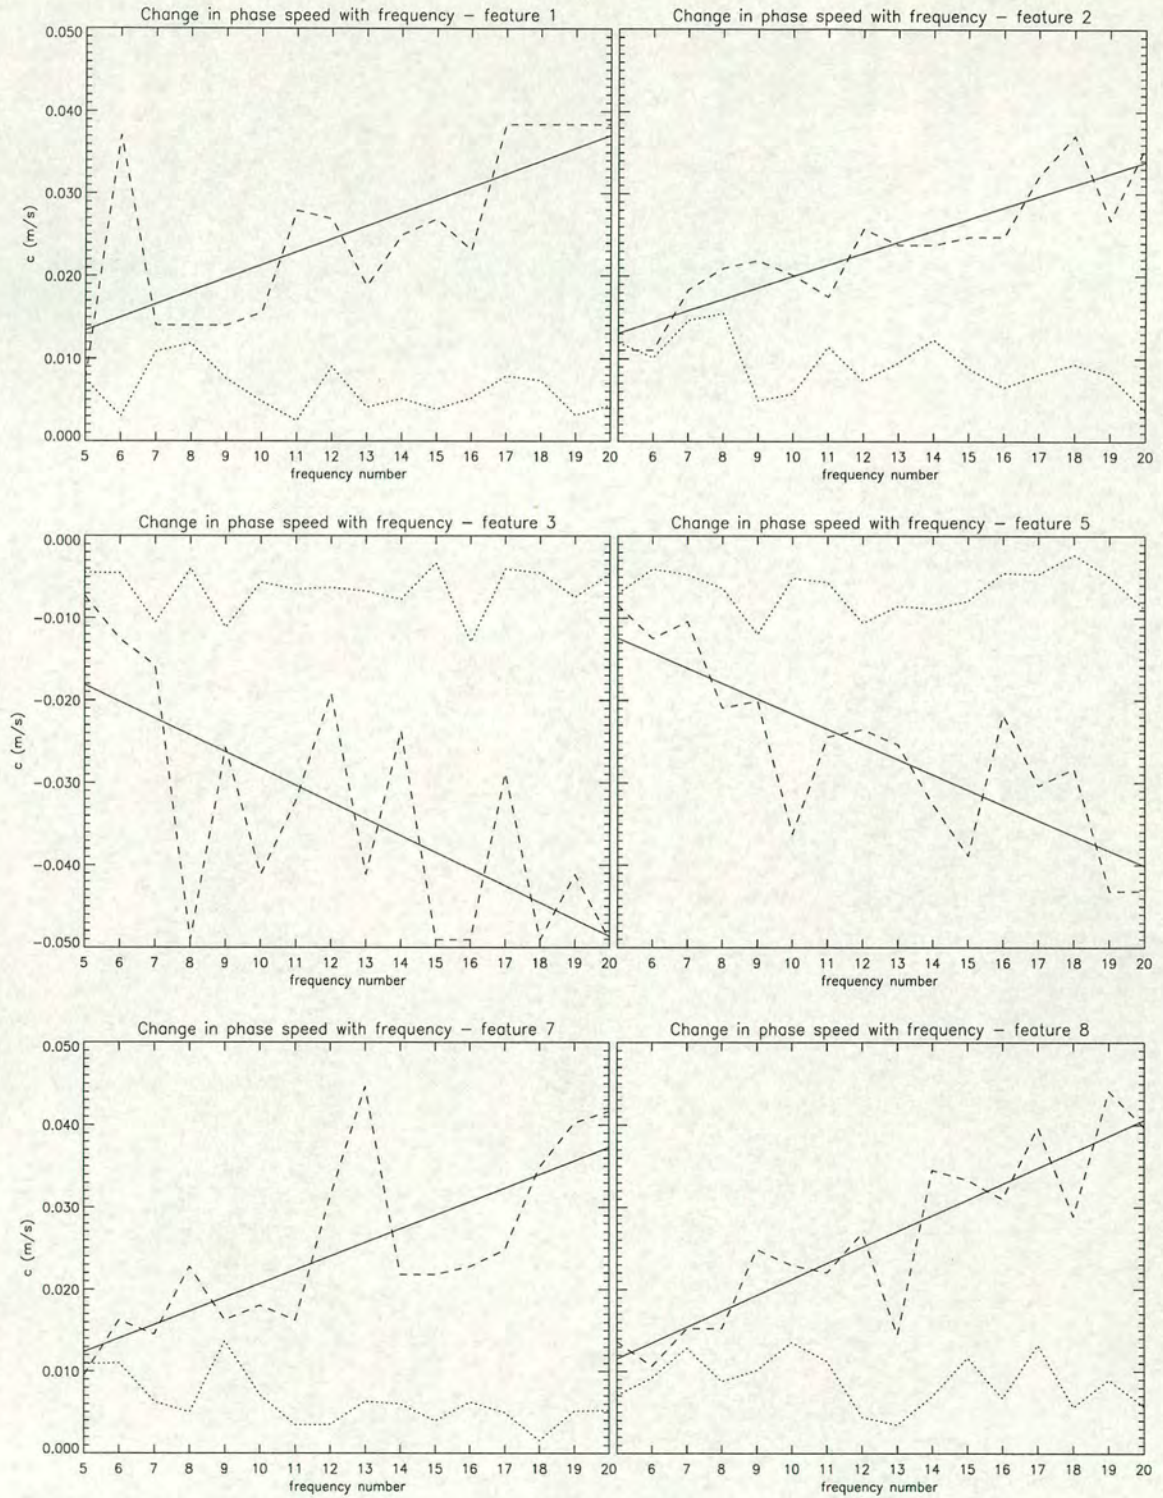 Change in phase speed with frequency – feature 1
0.050
0.040
0.030
0.020
0.010
0.000
c (m/s)
5 6 7 8 9 10 11 12 13 14 15 16 17 18 19 20
frequency number
Change in phase speed with frequency – feature 2
6 7 8 9 10 11 12 13 14 15 16 17 18 19 20
frequency number
Change in phase speed with frequency – feature 3
0.000
−0.010
−0.020
−0.030
−0.040
−0.050
c (m/s)
5 6 7 8 9 10 11 12 13 14 15 16 17 18 19 20
frequency number
Change in phase speed with frequency – feature 5
6 7 8 9 10 11 12 13 14 15 16 17 18 19 20
frequency number
Change in phase speed with frequency – feature 7
0.050
0.040
0.030
0.020
0.010
0.000
c (m/s)
5 6 7 8 9 10 11 12 13 14 15 16 17 18 19 20
frequency number
Change in phase speed with frequency – feature 8
6 7 8 9 10 11 12 13 14 15 16 17 18 19 20
frequency number